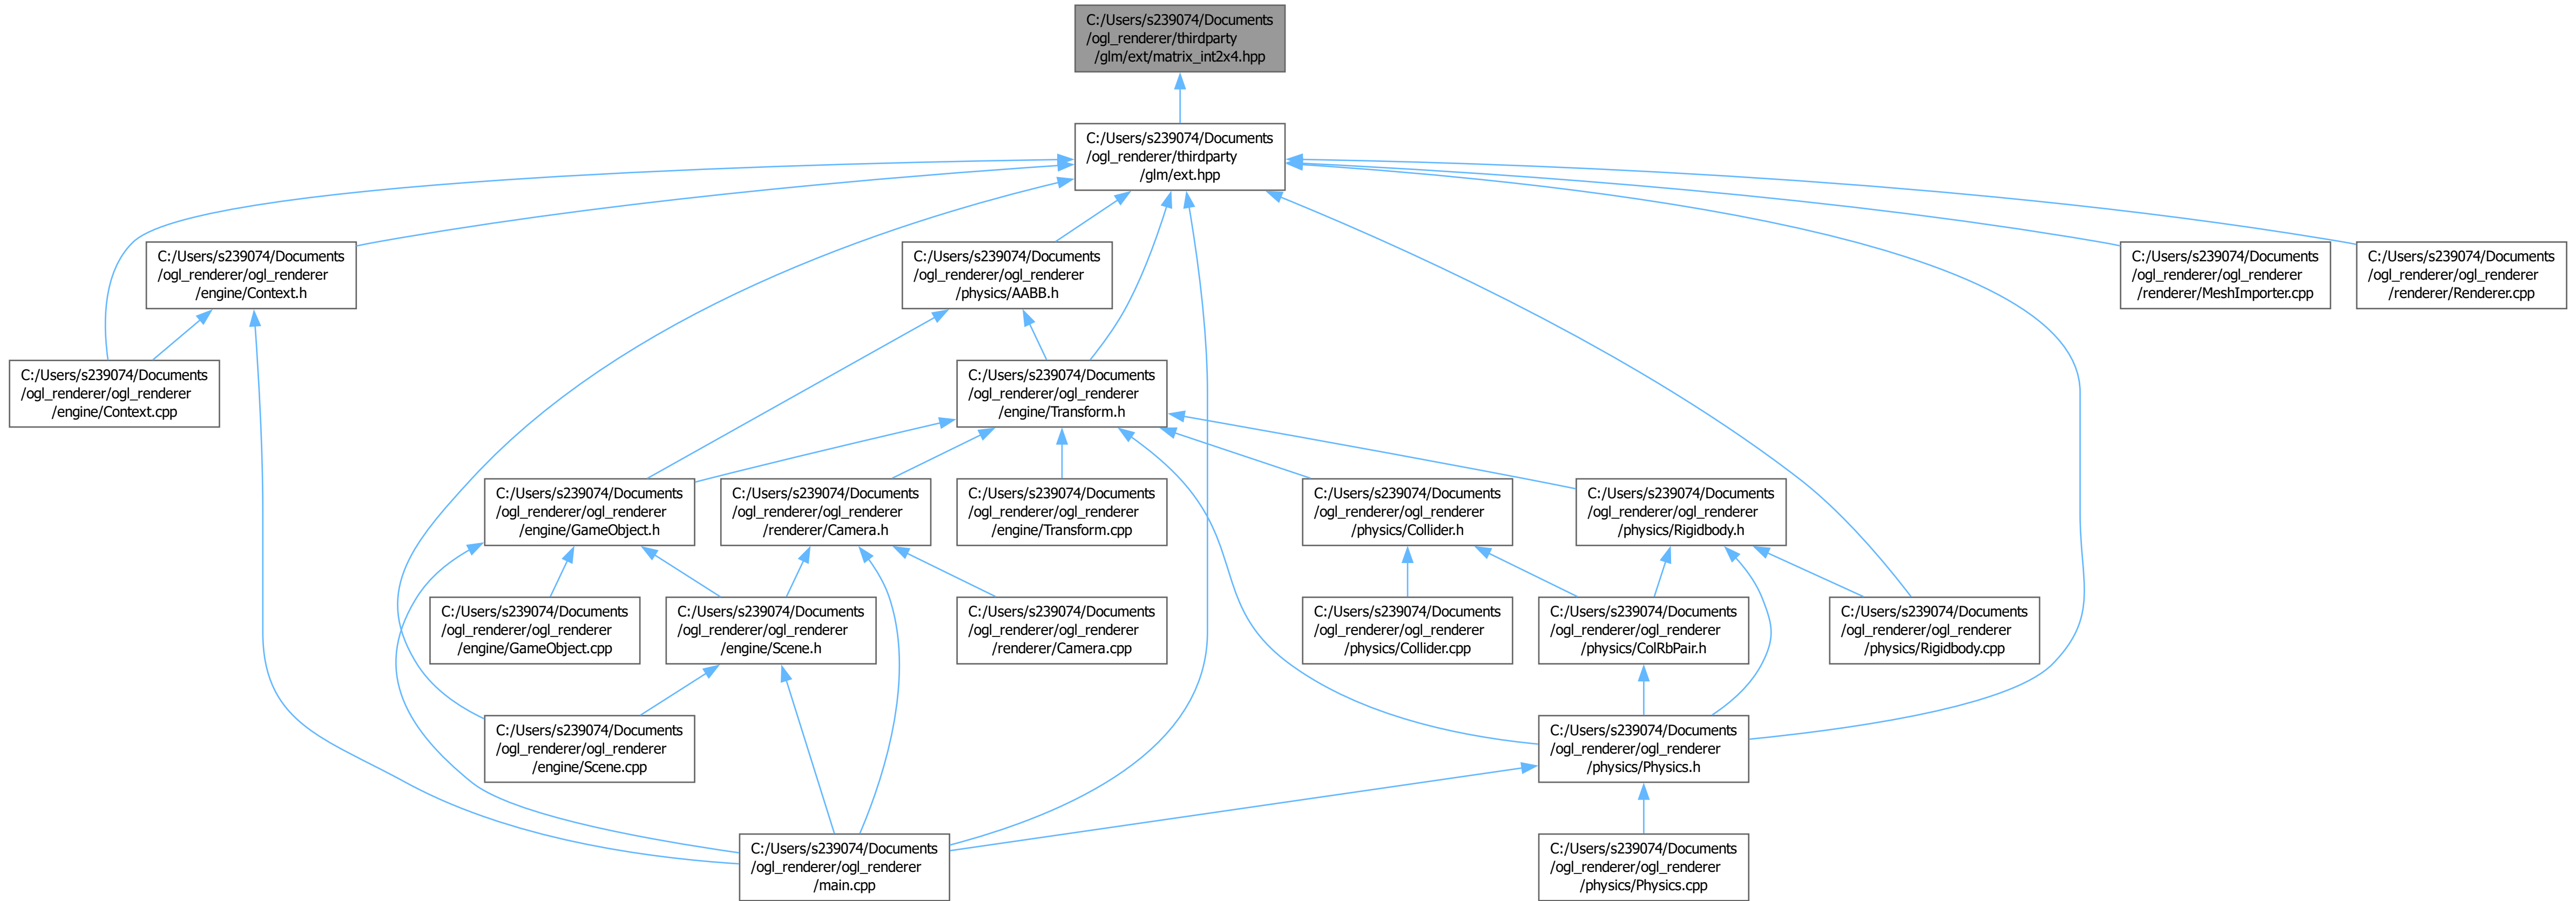 C:/Users/s239074/Documents
/ogl_renderer/thirdparty
/glm/ext/matrix_int2x4.hpp
C:/Users/s239074/Documents
/ogl_renderer/thirdparty
/glm/ext.hpp
C:/Users/s239074/Documents
/ogl_renderer/ogl_renderer
/engine/Context.h
C:/Users/s239074/Documents
/ogl_renderer/ogl_renderer
/physics/AABB.h
C:/Users/s239074/Documents
/ogl_renderer/ogl_renderer
/renderer/MeshImporter.cpp
C:/Users/s239074/Documents
/ogl_renderer/ogl_renderer
/renderer/Renderer.cpp
C:/Users/s239074/Documents
/ogl_renderer/ogl_renderer
/engine/Context.cpp
C:/Users/s239074/Documents
/ogl_renderer/ogl_renderer
/engine/Transform.h
C:/Users/s239074/Documents
/ogl_renderer/ogl_renderer
/engine/GameObject.h
C:/Users/s239074/Documents
/ogl_renderer/ogl_renderer
/renderer/Camera.h
C:/Users/s239074/Documents
/ogl_renderer/ogl_renderer
/engine/Transform.cpp
C:/Users/s239074/Documents
/ogl_renderer/ogl_renderer
/physics/Collider.h
C:/Users/s239074/Documents
/ogl_renderer/ogl_renderer
/physics/Rigidbody.h
C:/Users/s239074/Documents
/ogl_renderer/ogl_renderer
/engine/GameObject.cpp
C:/Users/s239074/Documents
/ogl_renderer/ogl_renderer
/engine/Scene.h
C:/Users/s239074/Documents
/ogl_renderer/ogl_renderer
/renderer/Camera.cpp
C:/Users/s239074/Documents
/ogl_renderer/ogl_renderer
/physics/Collider.cpp
C:/Users/s239074/Documents
/ogl_renderer/ogl_renderer
/physics/ColRbPair.h
C:/Users/s239074/Documents
/ogl_renderer/ogl_renderer
/physics/Rigidbody.cpp
C:/Users/s239074/Documents
/ogl_renderer/ogl_renderer
/engine/Scene.cpp
C:/Users/s239074/Documents
/ogl_renderer/ogl_renderer
/physics/Physics.h
C:/Users/s239074/Documents
/ogl_renderer/ogl_renderer
/main.cpp
C:/Users/s239074/Documents
/ogl_renderer/ogl_renderer
/physics/Physics.cpp